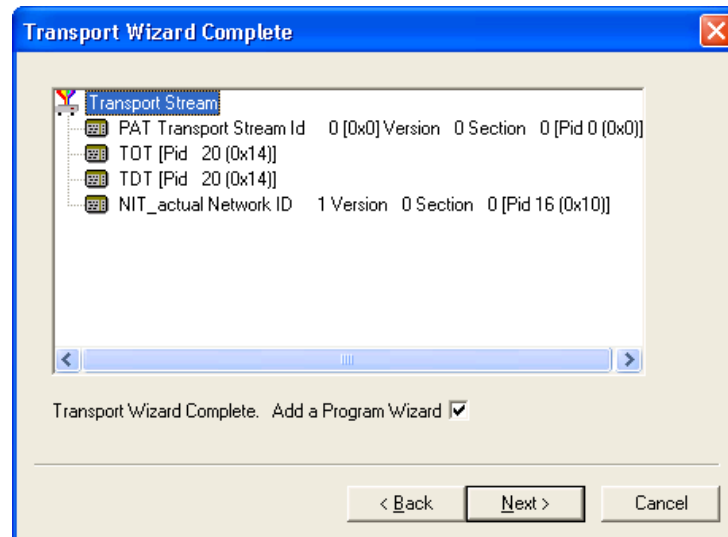 Transport Wizard Complete
Transport Stream
PAT Transport Stream Id 0 [0x0] Version 0 Section 0 [Pid 0 (0x0)]
TOT [Pid 20 (0x14)]
TDT [Pid 20 (0x14)]
NIT_actual Network ID 1 Version 0 Section 0 [Pid 16 (0x10)]
Transport Wizard Complete. Add a Program Wizard
< Back Next > Cancel